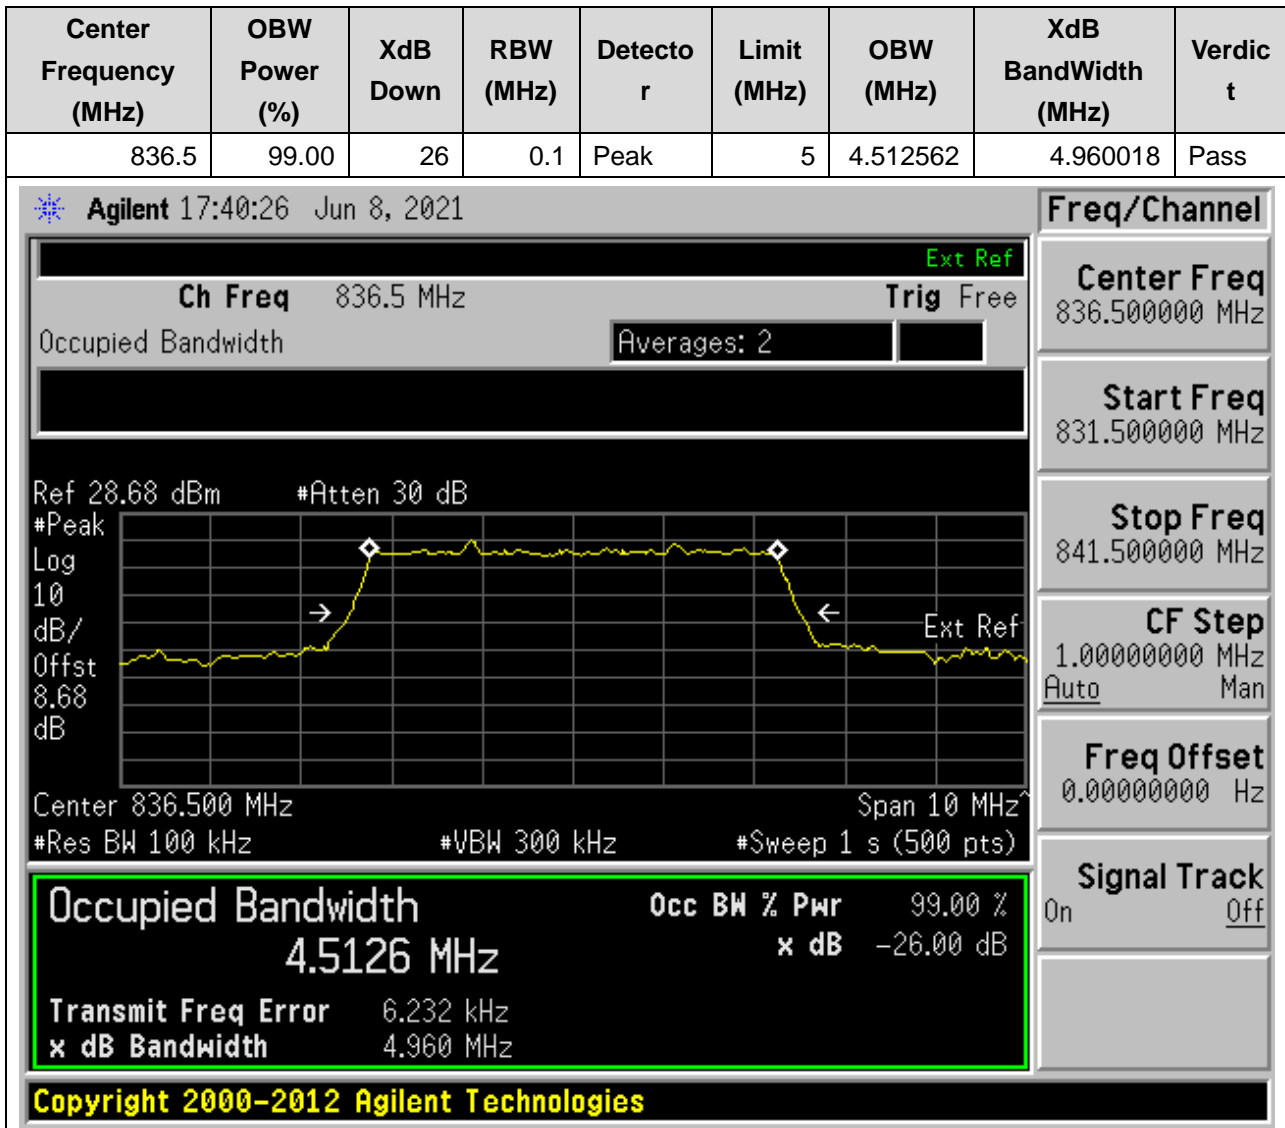 Center Frequency (MHz) OBW Power (%) XdB Down RBW (MHz) Detector Limit (MHz) OBW (MHz) XdB BandWidth (MHz) Verdict
836.5 99.00 26 0.1 Peak 5 4.512562 4.960018 Pass
Agilent 17:40:26 Jun 8, 2021
Freq/Channel
Ext Ref
Ch Freq 836.5 MHz Trig Free
Occupied Bandwidth Averages: 2
Center Freq
836.500000 MHz
Start Freq
831.500000 MHz
Stop Freq
841.500000 MHz
CF Step
1.00000000 MHz
Auto Man
Freq Offset
0.00000000 Hz
Signal Track
On Off
Ref 28.68 dBm #Atten 30 dB
#Peak
Log
10
dB/
Offst
8.68
dB
Ext Ref
Center 836.500 MHz Span 10 MHz^
#Res BW 100 kHz #VBW 300 kHz #Sweep 1 s (500 pts)
Occupied Bandwidth
4.5126 MHz
Occ BW % Pwr 99.00 %
x dB -26.00 dB
Transmit Freq Error 6.232 kHz
x dB Bandwidth 4.960 MHz
Copyright 2000-2012 Agilent Technologies